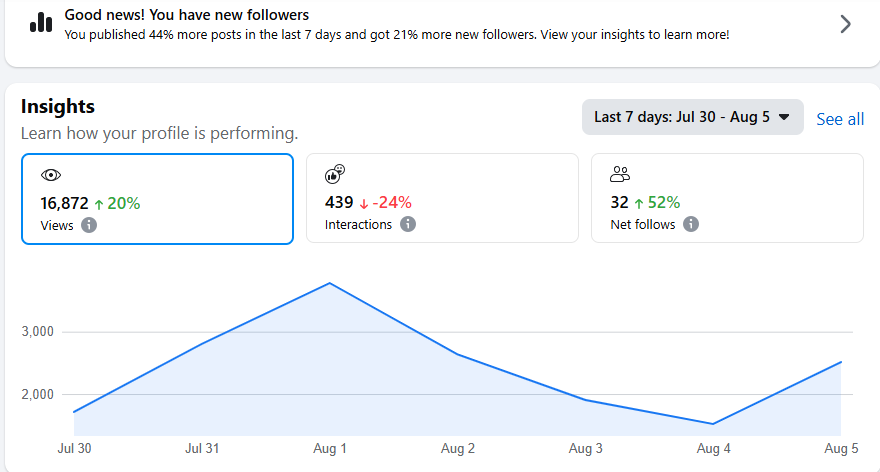 Good news! You have new followers
You published 44% more posts in the last 7 days and got 21% more new followers. View your insights to learn more!
Insights
Learn how your profile is performing.
Last 7 days: Jul 30 - Aug 5
See all
16,872 ↑ 20%
Views
439 ↓ -24%
Interactions
32 ↑ 52%
Net follows
3,000
2,000
Jul 30 Jul 31 Aug 1 Aug 2 Aug 3 Aug 4 Aug 5